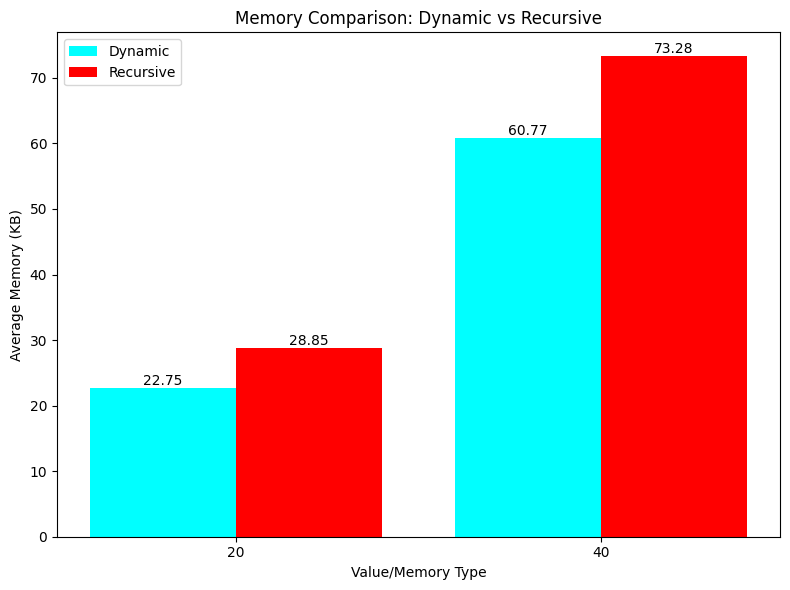 Memory Comparison: Dynamic vs Recursive
Dynamic
Recursive
73.28
60.77
28.85
22.75
70
60
50
40
30
20
10
0
Average Memory (KB)
20
40
Value/Memory Type